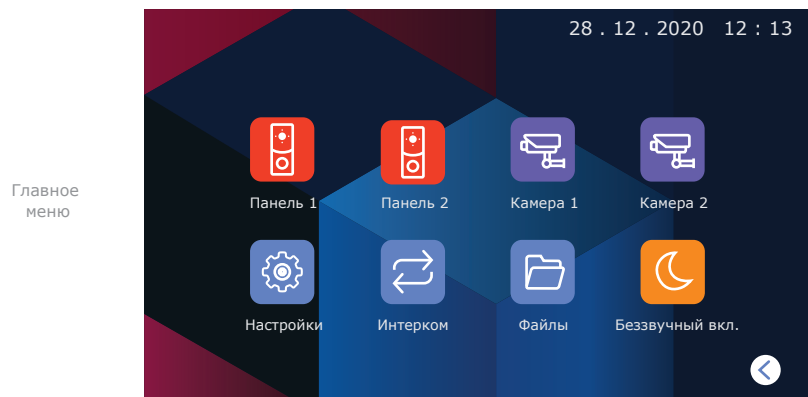 28 . 12 . 2020 12 : 13
Главное
меню
Панель 1 Панель 2 Камера 1 Камера 2
Настройки Интерком Файлы Беззвучный вкл.